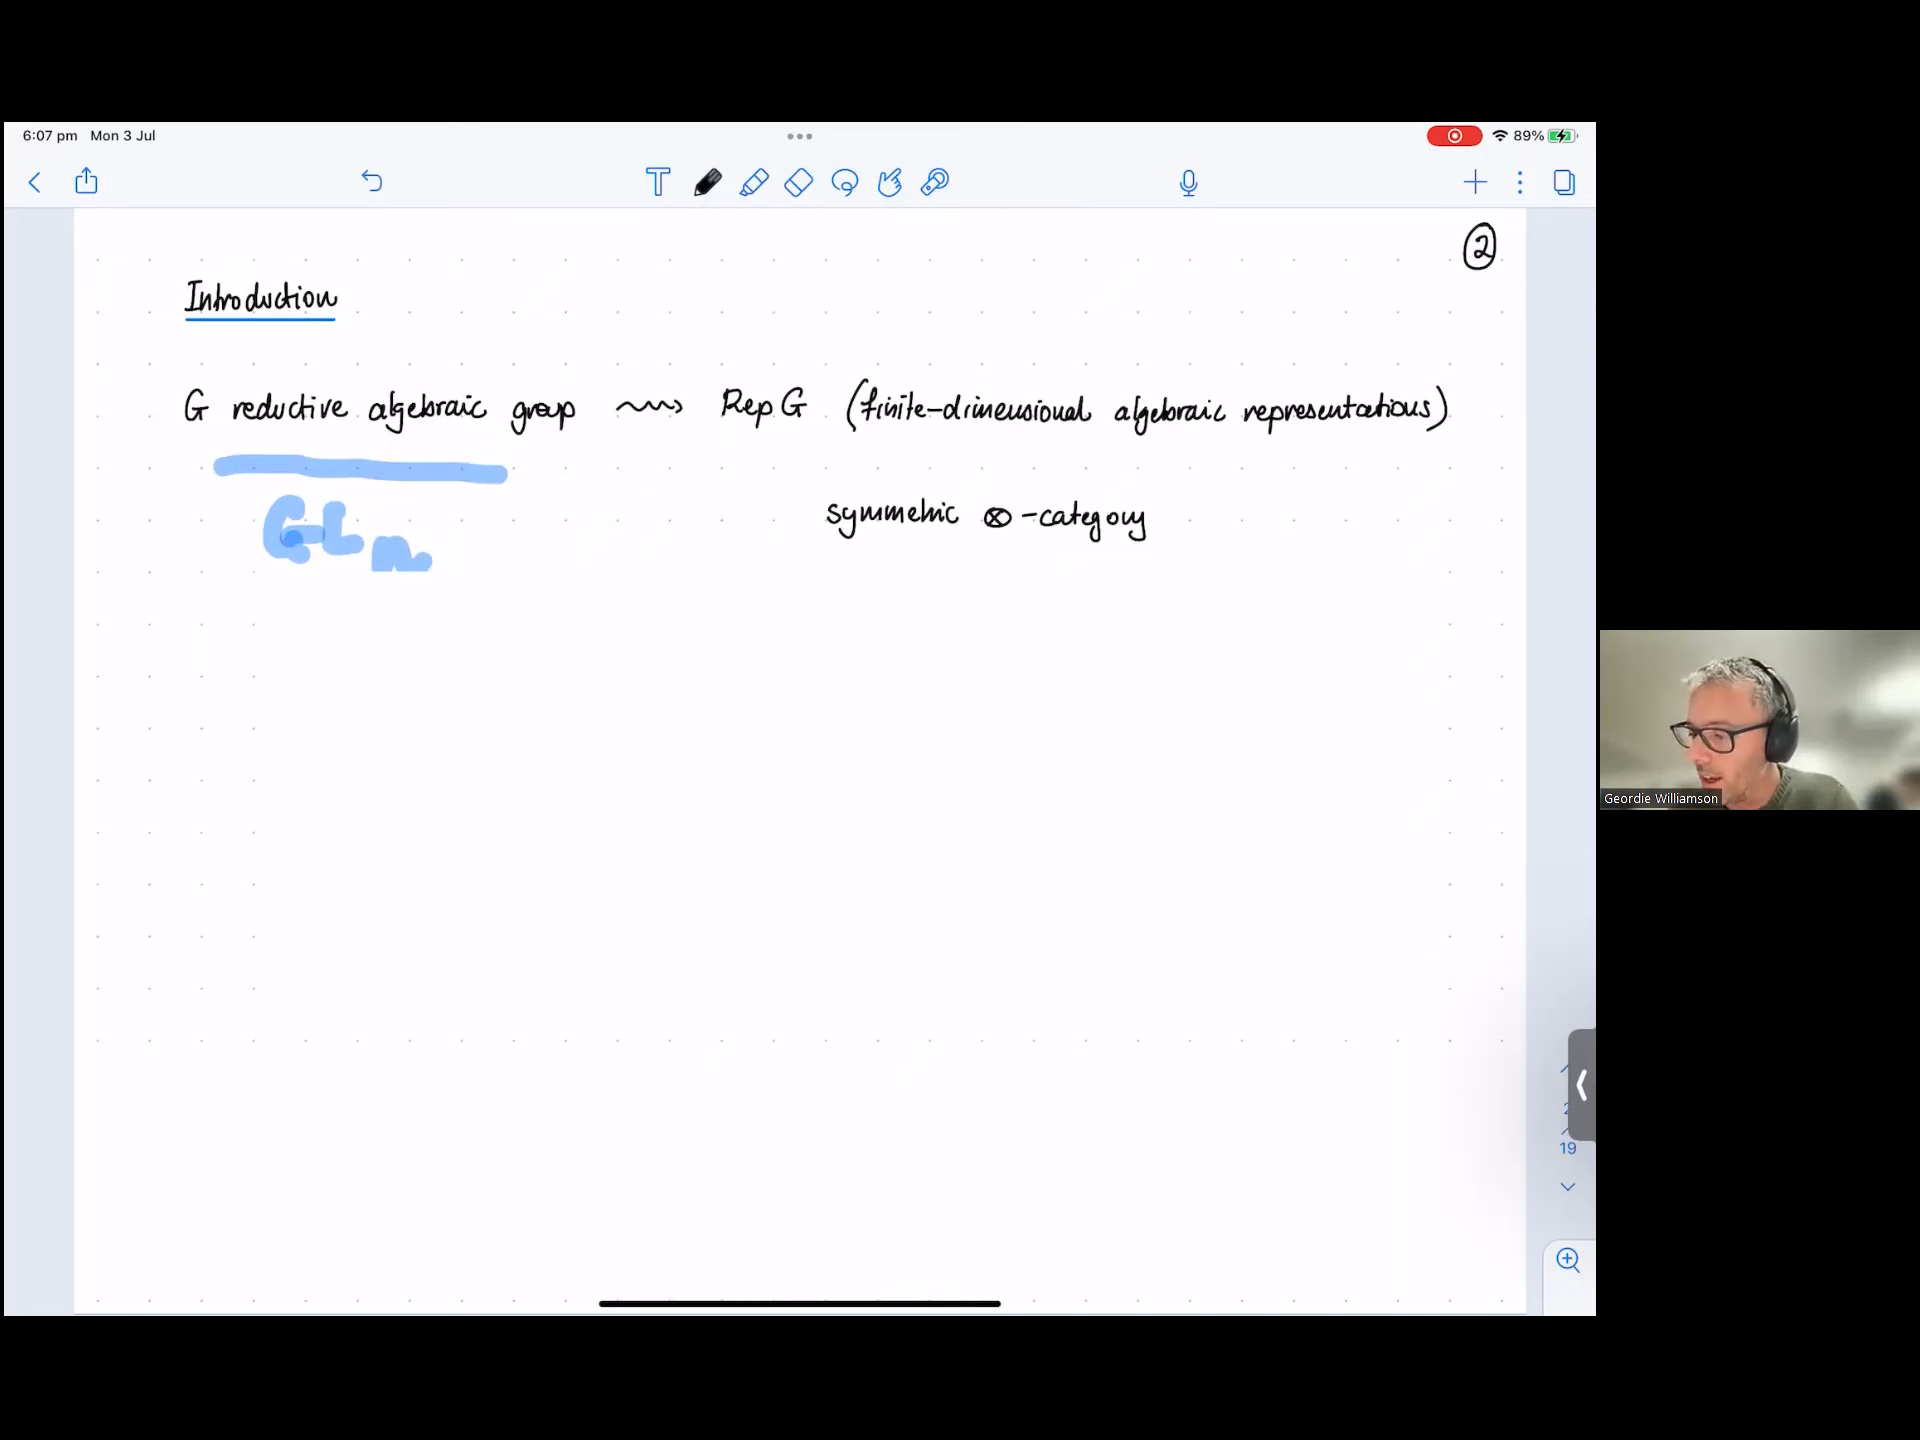 6:07 pm Mon 3 Jul
89%
T
2
Introduction
G reductive algebraic group ⇝ Rep G (finite-dimensional algebraic representations)
GLn
symmetric ⊗-category
Geordie Williamson
19